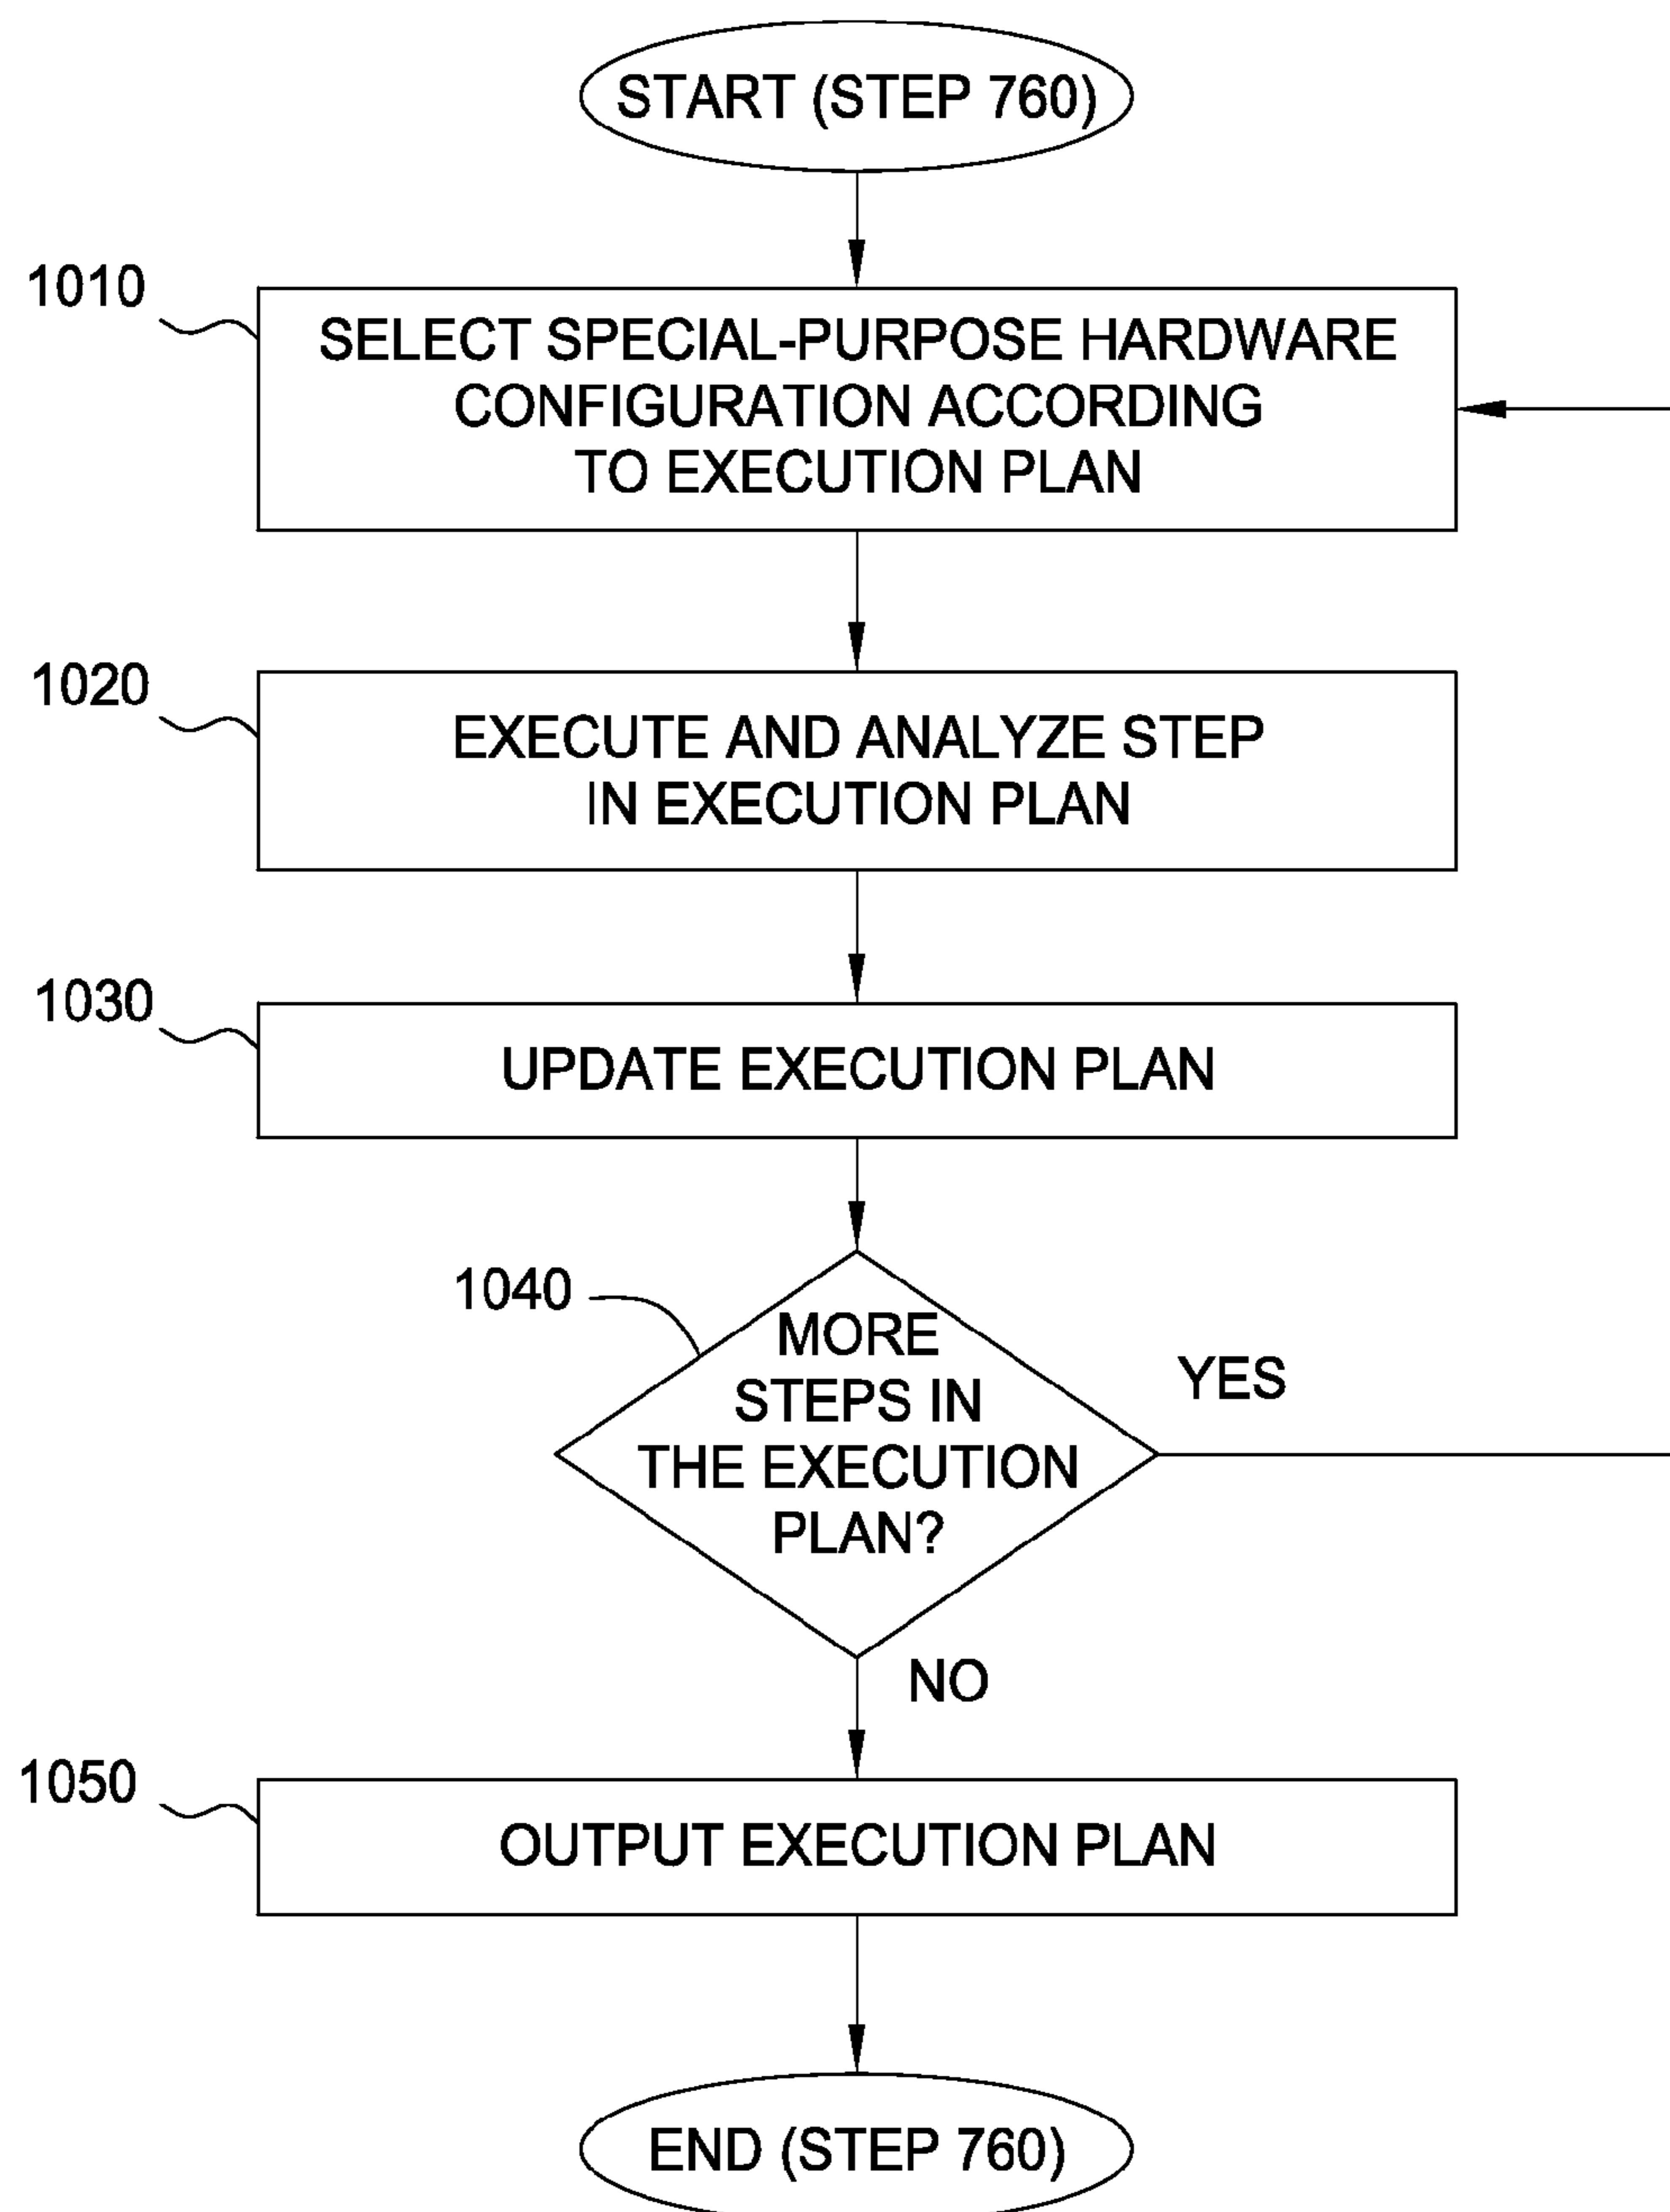 START (STEP 760)
1010
SELECT SPECIAL-PURPOSE HARDWARE
CONFIGURATION ACCORDING
TO EXECUTION PLAN
1020
EXECUTE AND ANALYZE STEP
IN EXECUTION PLAN
1030
UPDATE EXECUTION PLAN
1040
MORE
STEPS IN
THE EXECUTION
PLAN?
YES
NO
1050
OUTPUT EXECUTION PLAN
END (STEP 760)